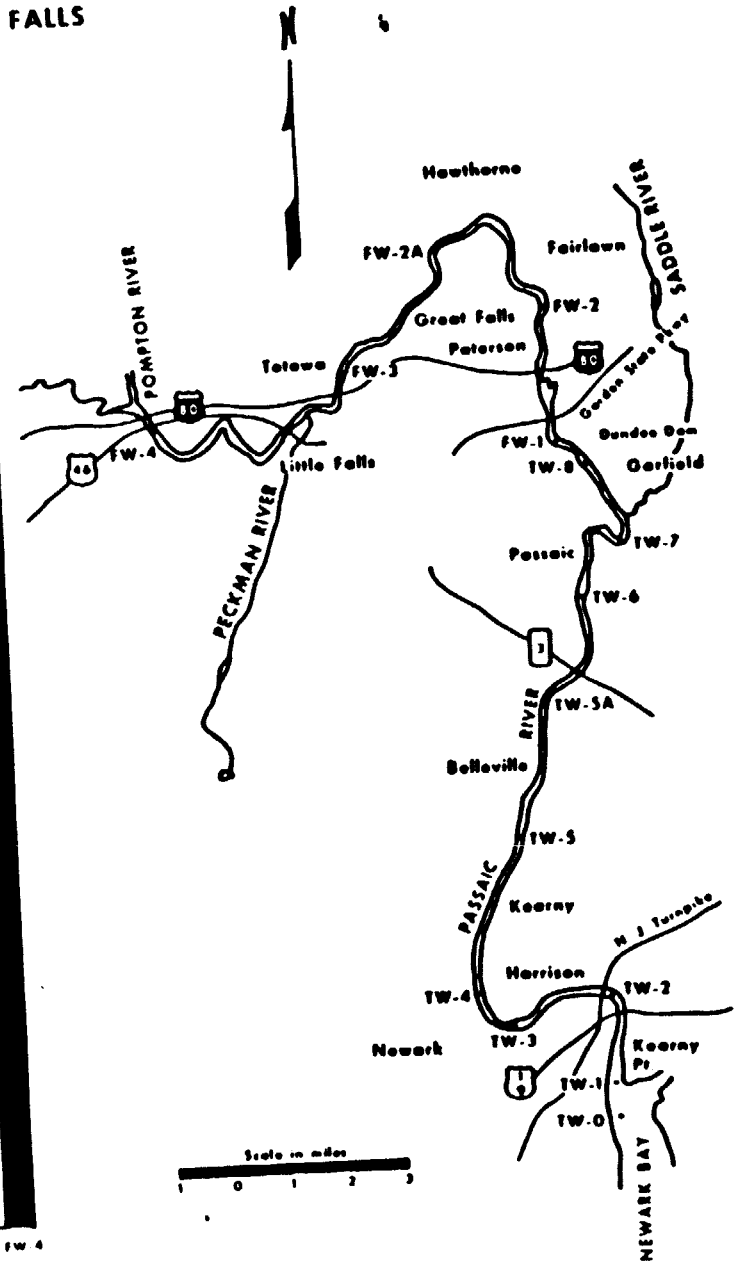 FALLS
N
Hawthorne
SADDLE RIVER
FW-2A
Fairlawn
POMPTON RIVER
FW-2
Great Falls
Paterson
80
Garden State Pkwy
Totowa
FW-3
80
FW-1
Dundee Dam
TW-8
Garfield
46
FW-4
Little Falls
TW-7
Passaic
PECKMAN RIVER
TW-6
3
TW-5A
RIVER
Belleville
TW-5
PASSAIC
Kearny
N J Turnpike
Harrison
TW-4
TW-2
TW-3
Newark
Kearny
Pt
1
9
TW-1
TW-0
Scale in miles
1 0 1 2 3
NEWARK BAY
FW-4